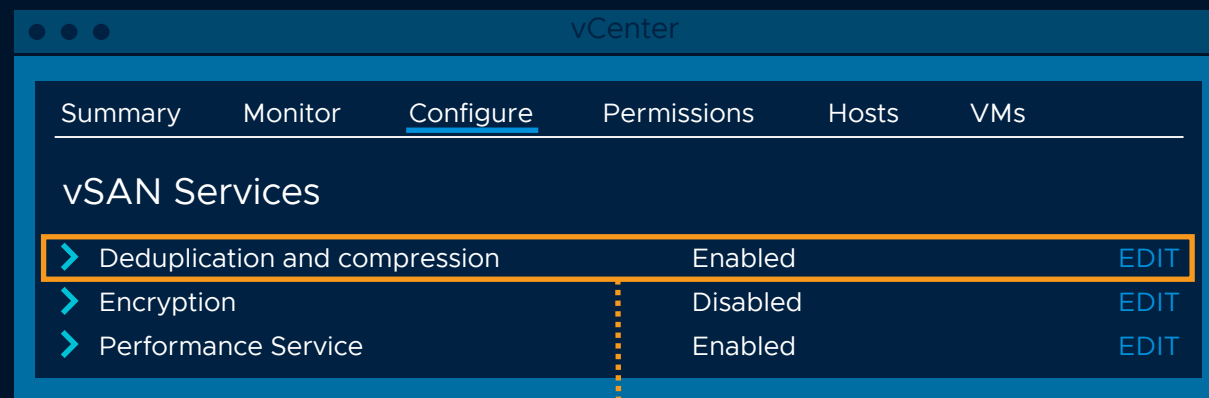 vCenter
Summary Monitor Configure Permissions Hosts VMs
vSAN Services
Deduplication and compression Enabled EDIT
Encryption Disabled EDIT
Performance Service Enabled EDIT